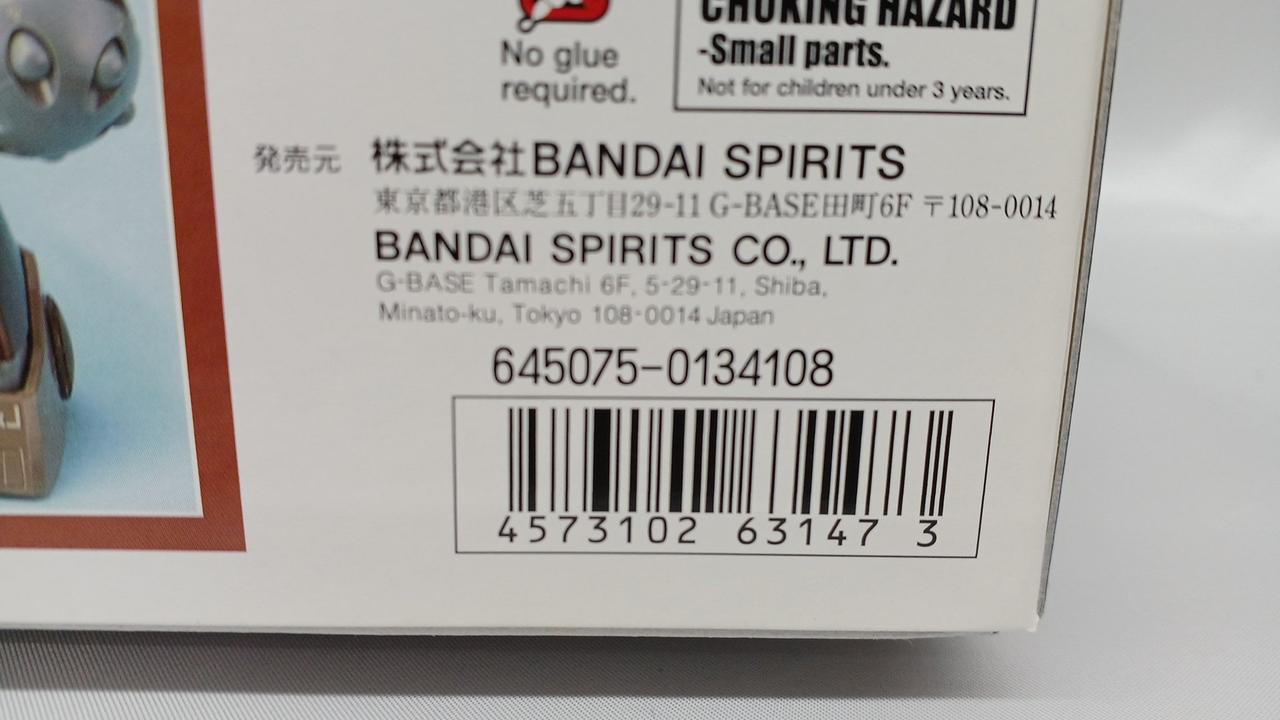 No glue
required.
CHOKING HAZARD
-Small parts.
Not for children under 3 years.
発売元 株式会社BANDAI SPIRITS
東京都港区芝五丁目29-11 G-BASE田町6F 〒108-0014
BANDAI SPIRITS CO., LTD.
G-BASE Tamachi 6F, 5-29-11, Shiba,
Minato-ku, Tokyo 108-0014 Japan
645075-0134108
4573102 63147 3